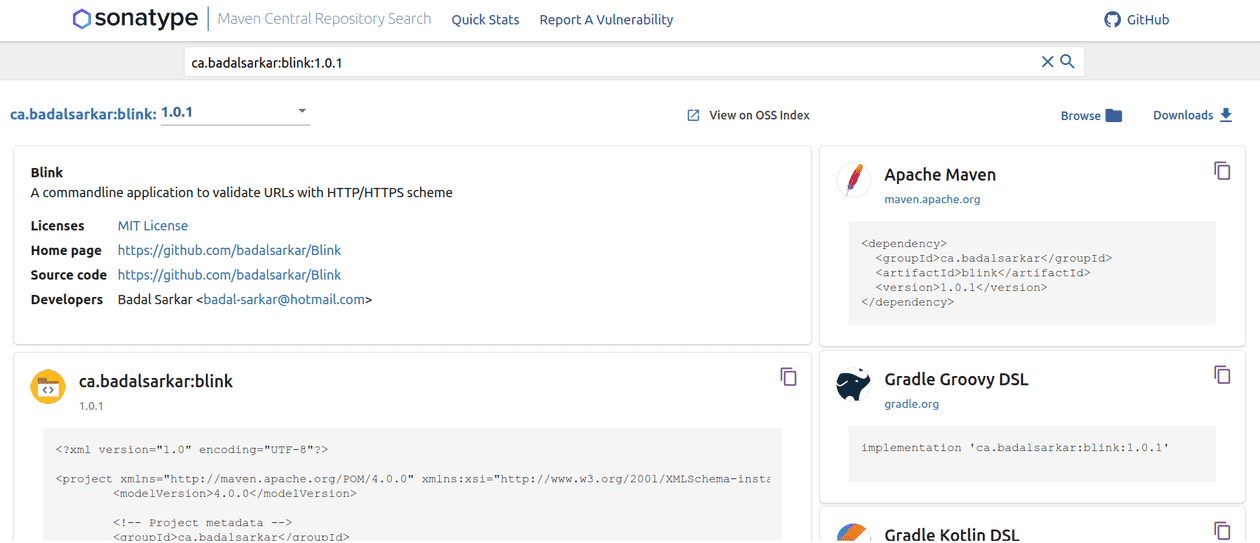 sonatype Maven Central Repository Search Quick Stats Report A Vulnerability GitHub
ca.badalsarkar:blink:1.0.1
ca.badalsarkar:blink: 1.0.1 View on OSS Index Browse Downloads
Blink
A commandline application to validate URLs with HTTP/HTTPS scheme
Licenses MIT License
Home page https://github.com/badalsarkar/Blink
Source code https://github.com/badalsarkar/Blink
Developers Badal Sarkar <badal-sarkar@hotmail.com>
ca.badalsarkar:blink
1.0.1
<?xml version="1.0" encoding="UTF-8"?>
<project xmlns="http://maven.apache.org/POM/4.0.0" xmlns:xsi="http://www.w3.org/2001/XMLSchema-insta
<modelVersion>4.0.0</modelVersion>
<!-- Project metadata -->
<groupId>ca.badalsarkar</groupId>
Apache Maven
maven.apache.org
<dependency>
<groupId>ca.badalsarkar</groupId>
<artifactId>blink</artifactId>
<version>1.0.1</version>
</dependency>
Gradle Groovy DSL
gradle.org
implementation 'ca.badalsarkar:blink:1.0.1'
Gradle Kotlin DSL